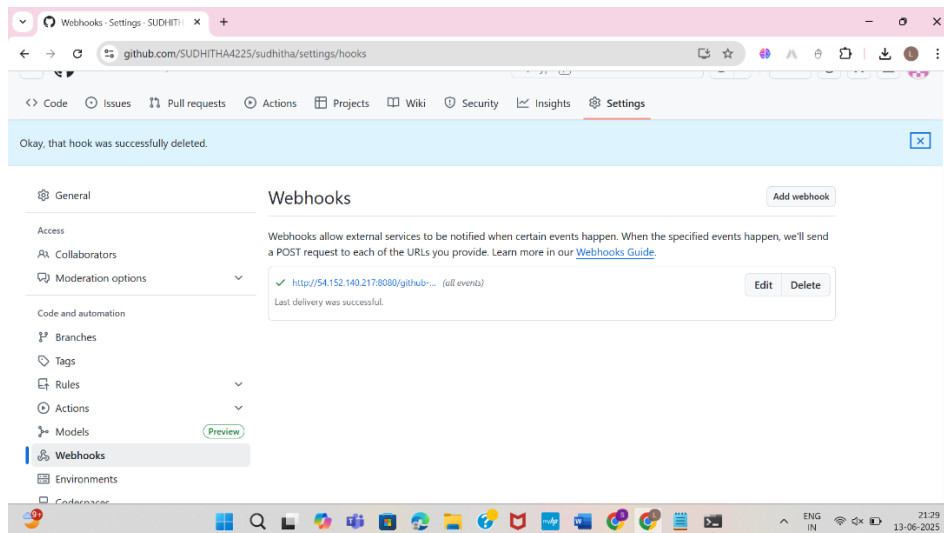 Webhooks · Settings · SUDHITH
github.com/SUDHITHA4225/sudhitha/settings/hooks
L
Code Issues Pull requests Actions Projects Wiki Security Insights Settings
Okay, that hook was successfully deleted.
General
Access
Collaborators
Moderation options
Code and automation
Branches
Tags
Rules
Actions
Models Preview
Webhooks
Environments
Codespaces
Webhooks Add webhook
Webhooks allow external services to be notified when certain events happen. When the specified events happen, we'll send
a POST request to each of the URLs you provide. Learn more in our Webhooks Guide.
http://54.152.140.217:8080/github-... (all events) Edit Delete
Last delivery was successful.
9+
ENG
IN
21:29
13-06-2025